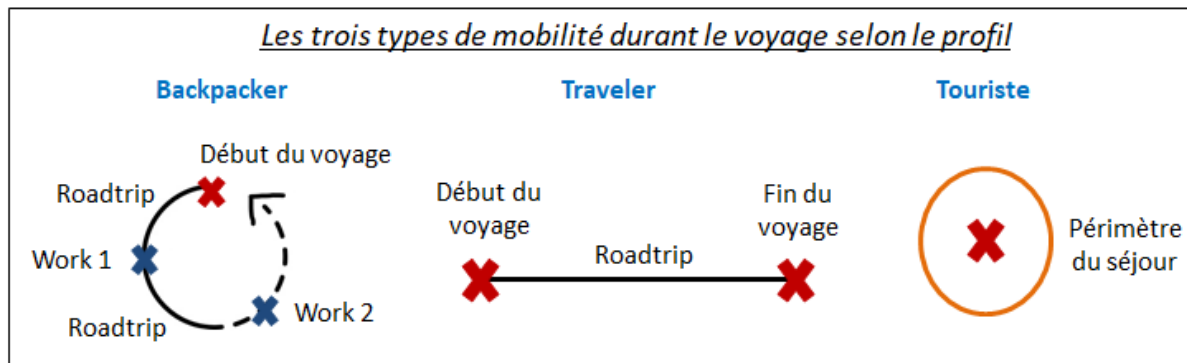 Les trois types de mobilité durant le voyage selon le profil
Backpacker
Début du voyage
Roadtrip
Work 1
Roadtrip
Work 2
Traveler
Début du
voyage
Roadtrip
Fin du
voyage
Touriste
Périmètre
du séjour